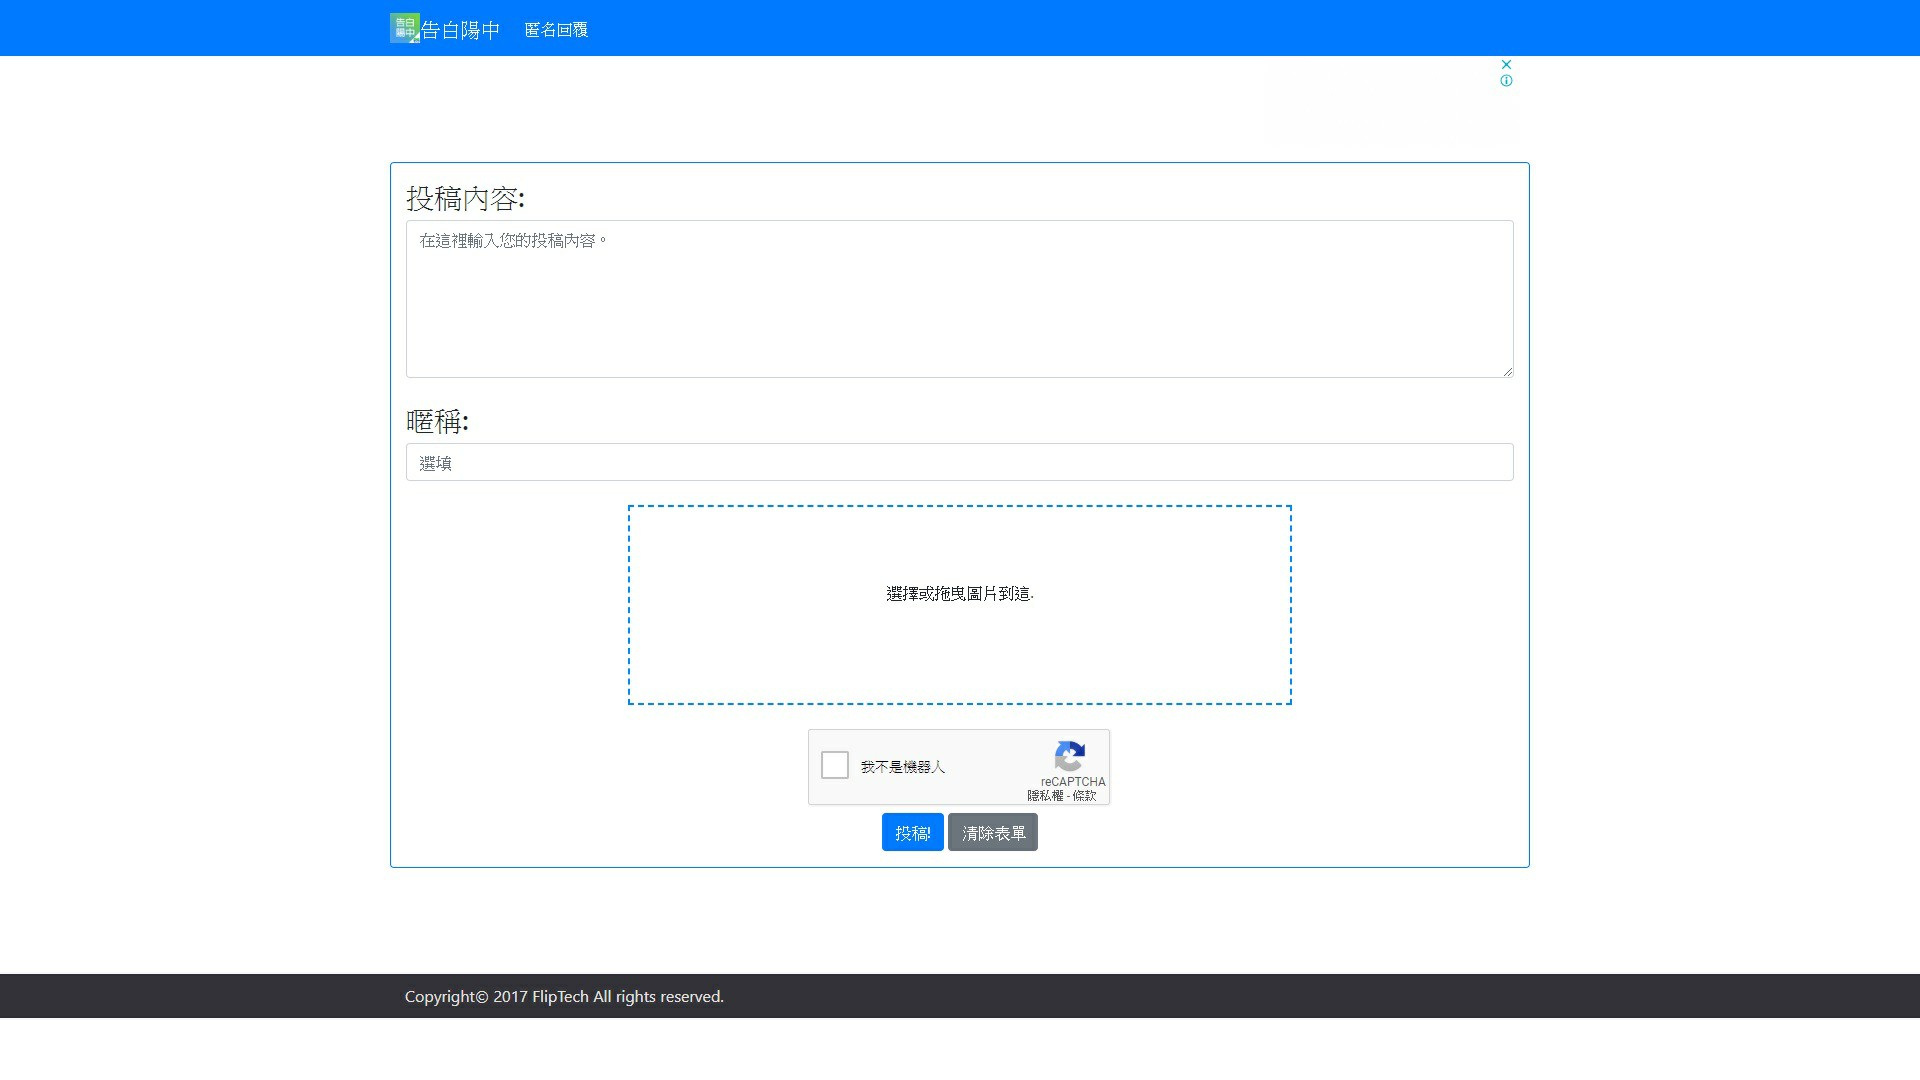 告白陽中 匿名回覆
投稿內容:
在這裡輸入您的投稿內容。
暱稱:
選填
選擇或拖曳圖片到這.
我不是機器人
reCAPTCHA
隱私權 - 條款
投稿! 清除表單
Copyright© 2017 FlipTech All rights reserved.